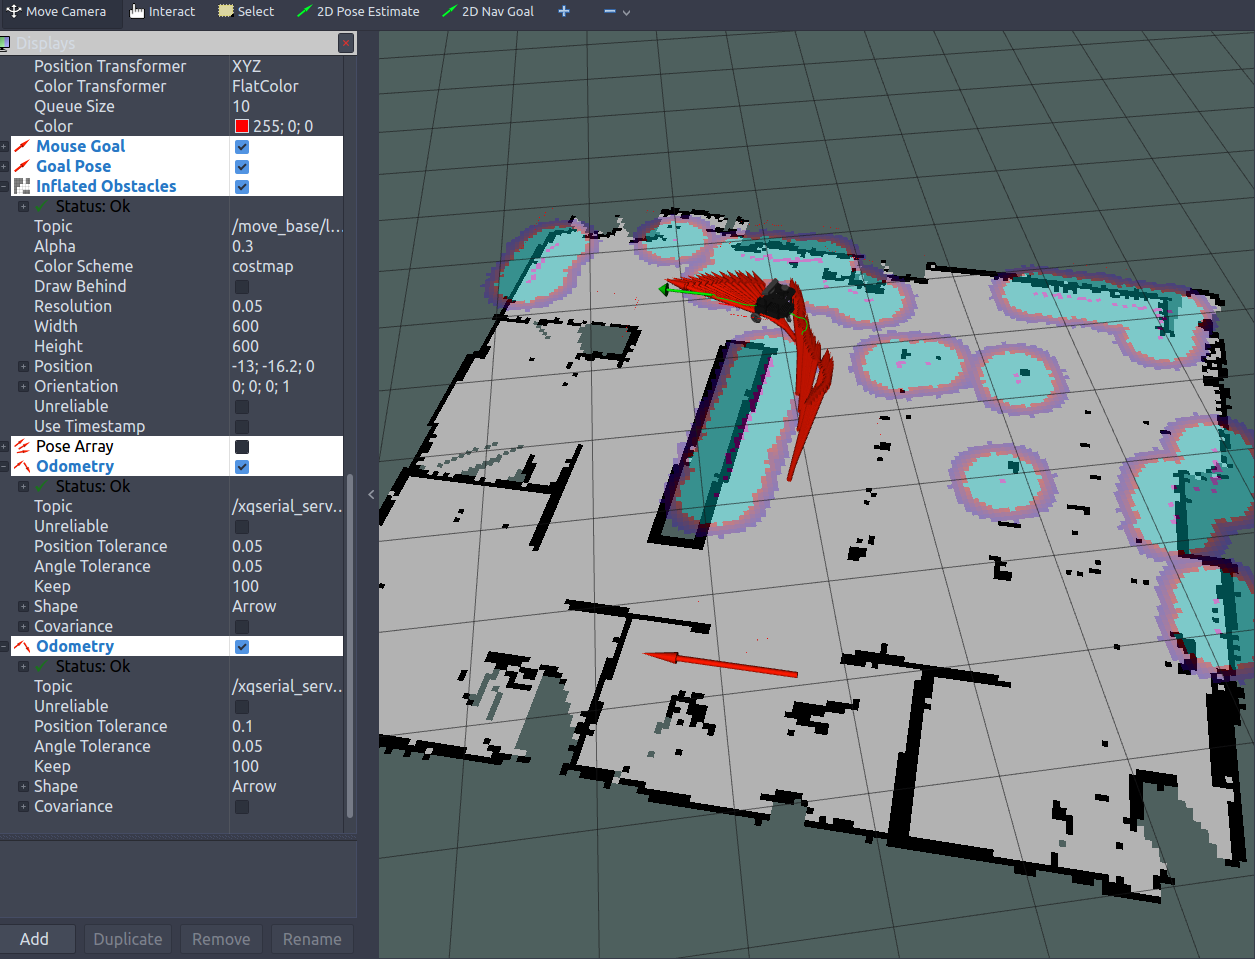 Move Camera Interact Select 2D Pose Estimate 2D Nav Goal
Displays
Position Transformer XYZ
Color Transformer FlatColor
Queue Size 10
Color 255; 0; 0
Mouse Goal
Goal Pose
Inflated Obstacles
Status: Ok
Topic /move_base/l...
Alpha 0.3
Color Scheme costmap
Draw Behind
Resolution 0.05
Width 600
Height 600
Position -13; -16.2; 0
Orientation 0; 0; 0; 1
Unreliable
Use Timestamp
Pose Array
Odometry
Status: Ok
Topic /xqserial_serv...
Unreliable
Position Tolerance 0.05
Angle Tolerance 0.05
Keep 100
Shape Arrow
Covariance
Odometry
Status: Ok
Topic /xqserial_serv...
Unreliable
Position Tolerance 0.1
Angle Tolerance 0.05
Keep 100
Shape Arrow
Covariance
Add Duplicate Remove Rename